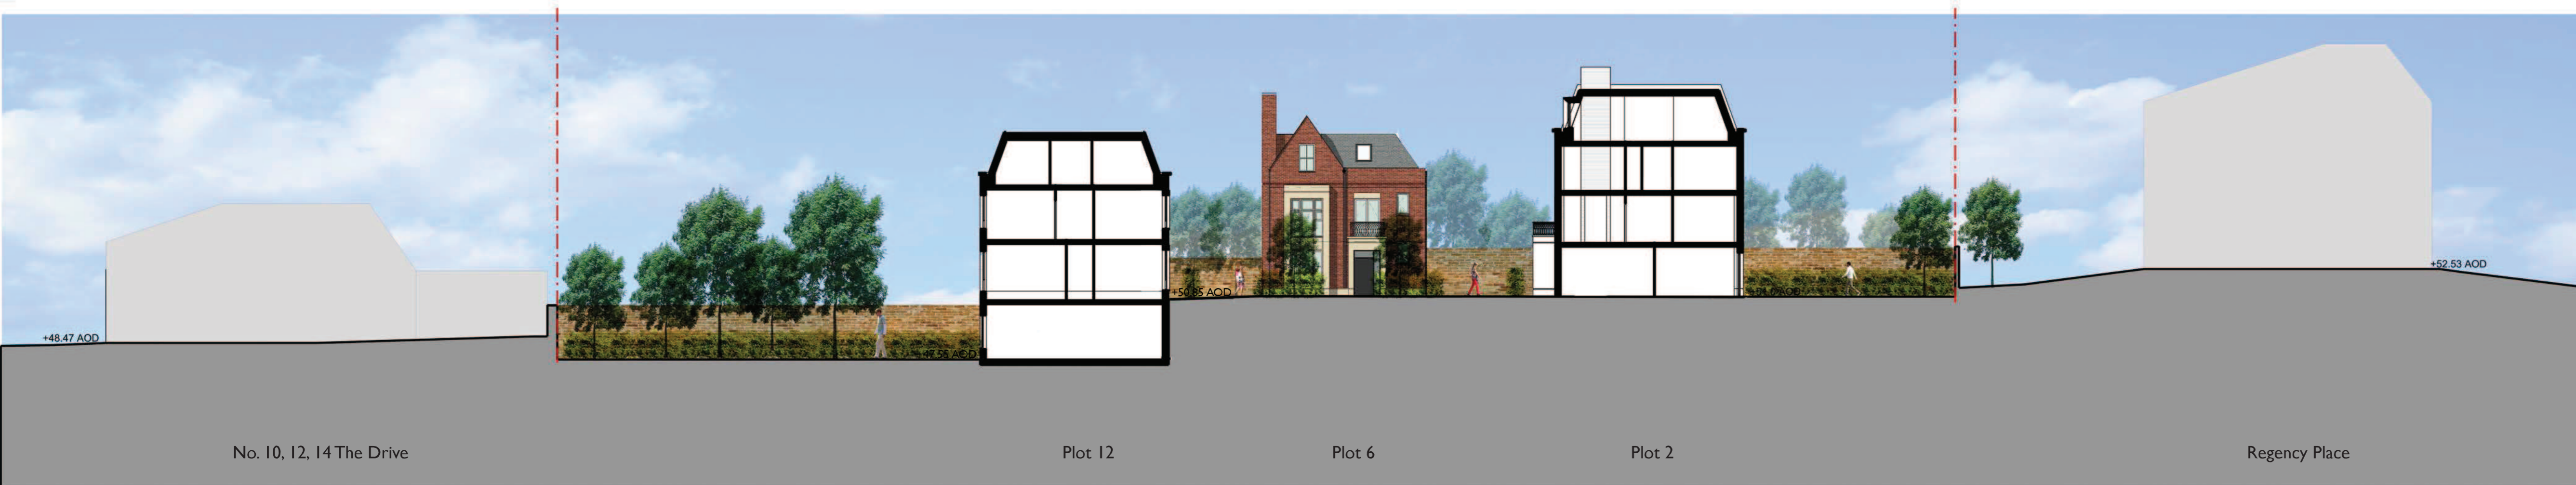 +52.53 AOD
+50.55 AOD
+48.47 AOD
No. 10, 12, 14 The Drive
Plot 12
Plot 6
Plot 2
Regency Place